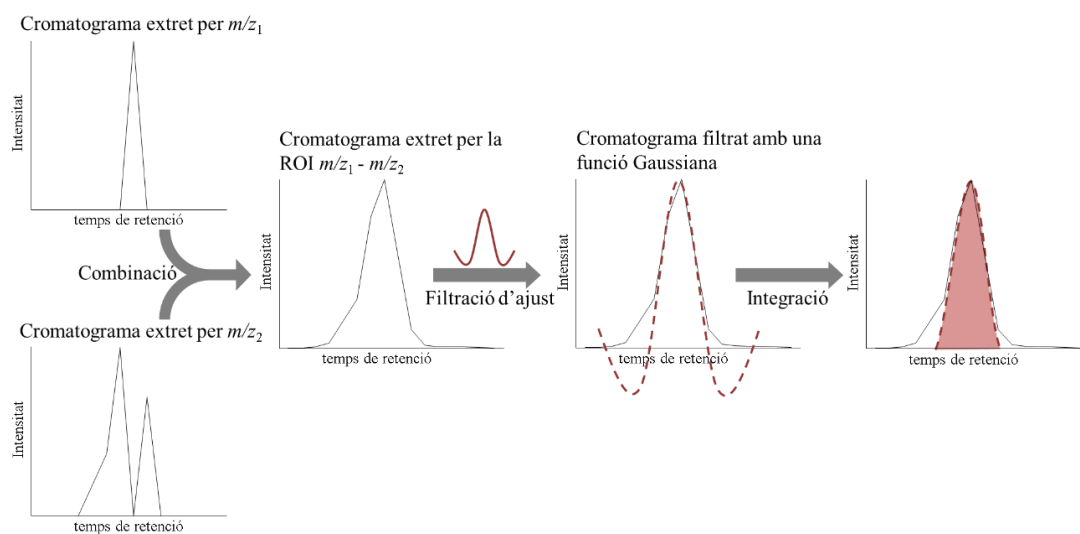 Cromatograma extret per m/z1
Intensitat
temps de retenció
Combinació
Cromatograma extret per m/z2
Intensitat
temps de retenció
Cromatograma extret per la
ROI m/z1 - m/z2
Intensitat
temps de retenció
Filtració d’ajust
Cromatograma filtrat amb una
funció Gaussiana
Intensitat
temps de retenció
Integració
Intensitat
temps de retenció